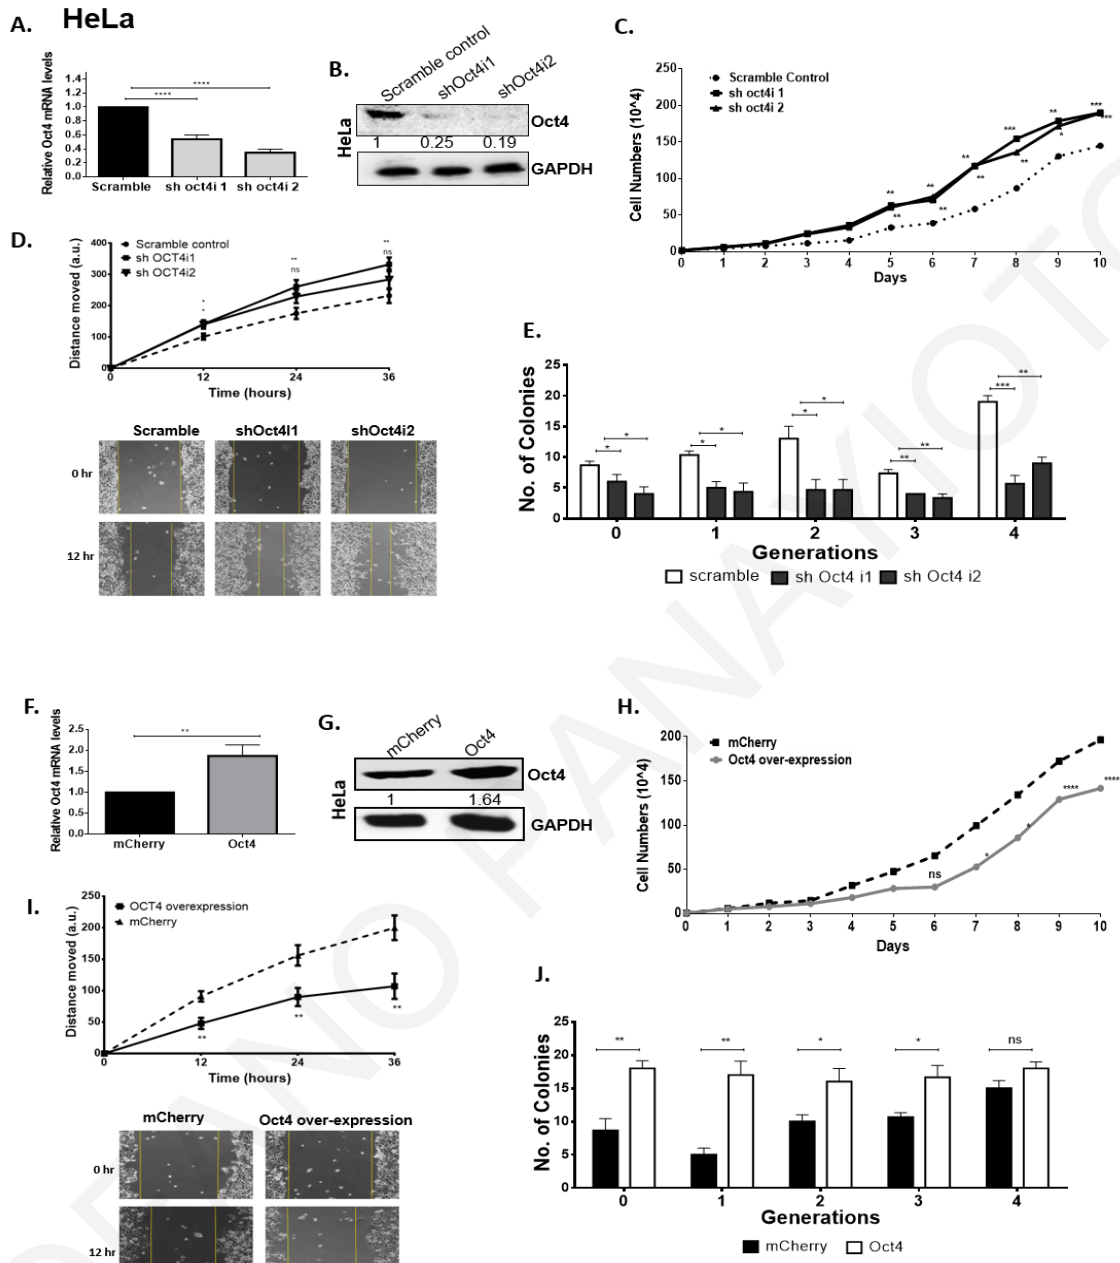 A.
HeLa
Relative Oct4 mRNA levels
1.4
1.2
1.0
0.8
0.6
0.4
0.2
0.0
****
****
Scramble
sh oct4i 1
sh oct4i 2
B.
Scramble control
shOct4i1
shOct4i2
HeLa
Oct4
1
0.25
0.19
GAPDH
C.
Cell Numbers (10^4)
250
200
150
100
50
0
Scramble Control
sh oct4i 1
sh oct4i 2
**
**
**
**
**
**
***
**
**
*
***
***
0 1 2 3 4 5 6 7 8 9 10
Days
D.
Distance moved (a.u.)
400
300
200
100
0
Scramble control
sh OCT4i1
sh OCT4i2
*
*
**
ns
**
ns
0 12 24 36
Time (hours)
Scramble
shOct4I1
shOct4i2
0 hr
12 hr
E.
No. of Colonies
25
20
15
10
5
0
*
*
*
*
*
*
**
**
***
**
0 1 2 3 4
Generations
scramble
sh Oct4 i1
sh Oct4 i2
F.
Relative Oct4 mRNA levels
2.5
2.0
1.5
1.0
0.5
0.0
**
mCherry
Oct4
G.
mCherry
Oct4
HeLa
Oct4
1
1.64
GAPDH
H.
Cell Numbers (10^4)
200
150
100
50
0
mCherry
Oct4 over-expression
ns
*
*
****
****
0 1 2 3 4 5 6 7 8 9 10
Days
I.
Distance moved (a.u.)
250
200
150
100
50
0
OCT4 overexpression
mCherry
**
**
**
0 12 24 36
Time (hours)
mCherry
Oct4 over-expression
0 hr
12 hr
J.
No. of Colonies
25
20
15
10
5
0
**
**
*
*
ns
0 1 2 3 4
Generations
mCherry
Oct4
PANO PANAYIOTO